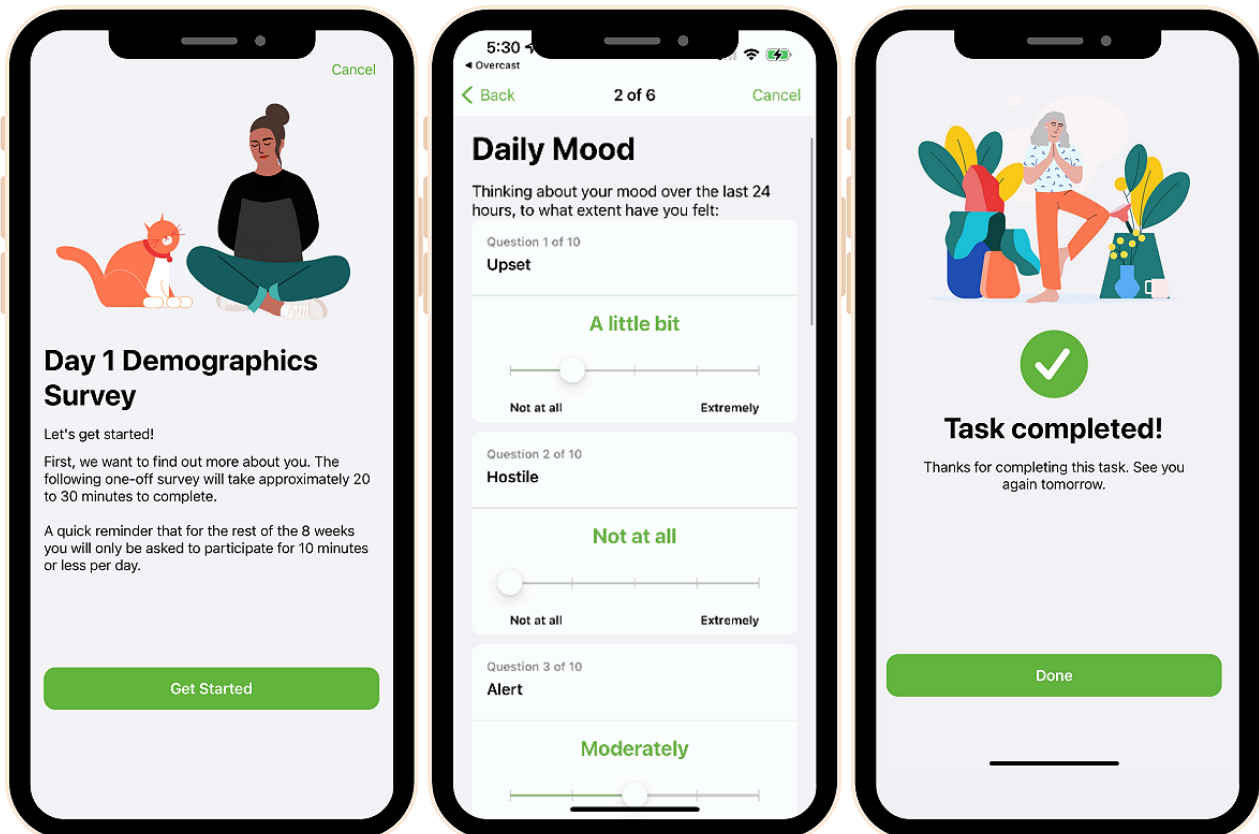 Cancel
Day 1 Demographics
Survey
Let's get started!
First, we want to find out more about you. The
following one-off survey will take approximately 20
to 30 minutes to complete.
A quick reminder that for the rest of the 8 weeks
you will only be asked to participate for 10 minutes
or less per day.
Get Started
5:30
Overcast
Back
2 of 6
Cancel
Daily Mood
Thinking about your mood over the last 24
hours, to what extent have you felt:
Question 1 of 10
Upset
A little bit
Not at all
Extremely
Question 2 of 10
Hostile
Not at all
Not at all
Extremely
Question 3 of 10
Alert
Moderately
Task completed!
Thanks for completing this task. See you
again tomorrow.
Done